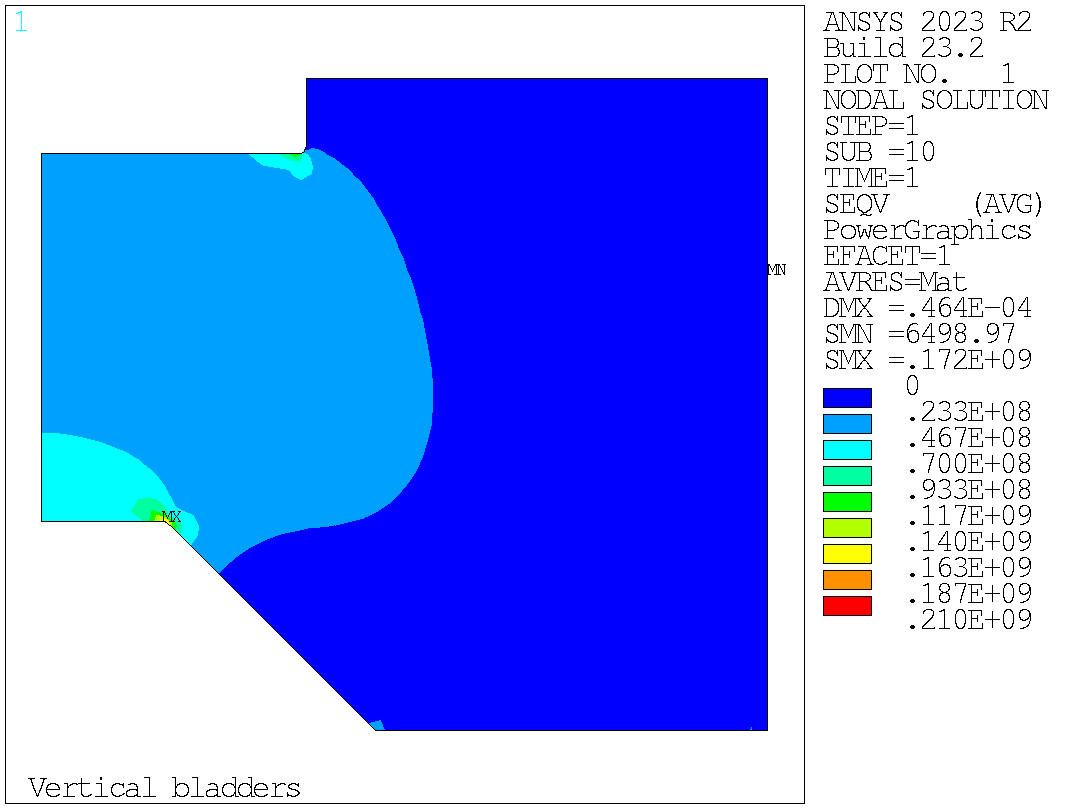 1
ANSYS 2023 R2
Build 23.2
PLOT NO.   1
NODAL SOLUTION
STEP=1
SUB =10
TIME=1
SEQV     (AVG)
PowerGraphics
EFACET=1
AVRES=Mat
DMX =.464E-04
SMN =6498.97
SMX =.172E+09
0
.233E+08
.467E+08
.700E+08
.933E+08
.117E+09
.140E+09
.163E+09
.187E+09
.210E+09
MN
MX
Vertical bladders